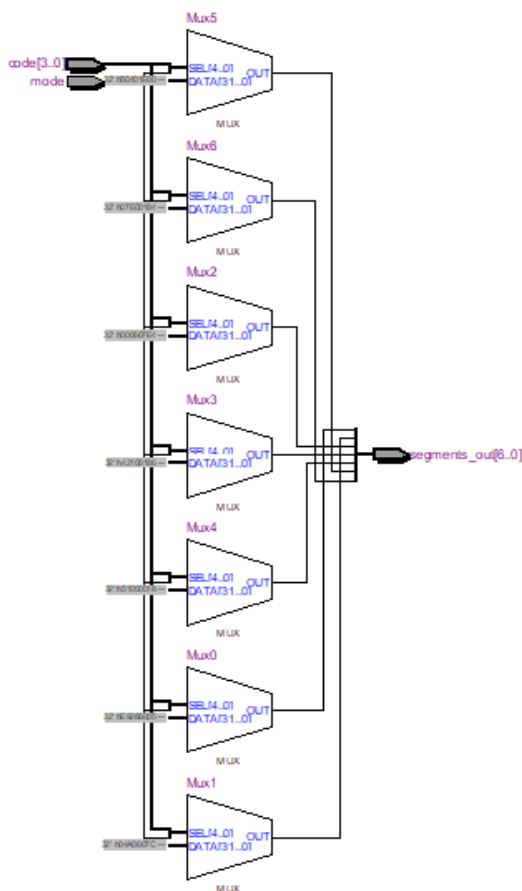 Mux5
code[3..0]
mode
SEL[4..0]
DATA[31..0]
OUT
MUX
Mux6
SEL[4..0]
DATA[31..0]
OUT
MUX
Mux2
SEL[4..0]
DATA[31..0]
OUT
MUX
Mux3
SEL[4..0]
DATA[31..0]
OUT
segments_out[6..0]
MUX
Mux4
SEL[4..0]
DATA[31..0]
OUT
MUX
Mux0
SEL[4..0]
DATA[31..0]
OUT
MUX
Mux1
SEL[4..0]
DATA[31..0]
OUT
MUX